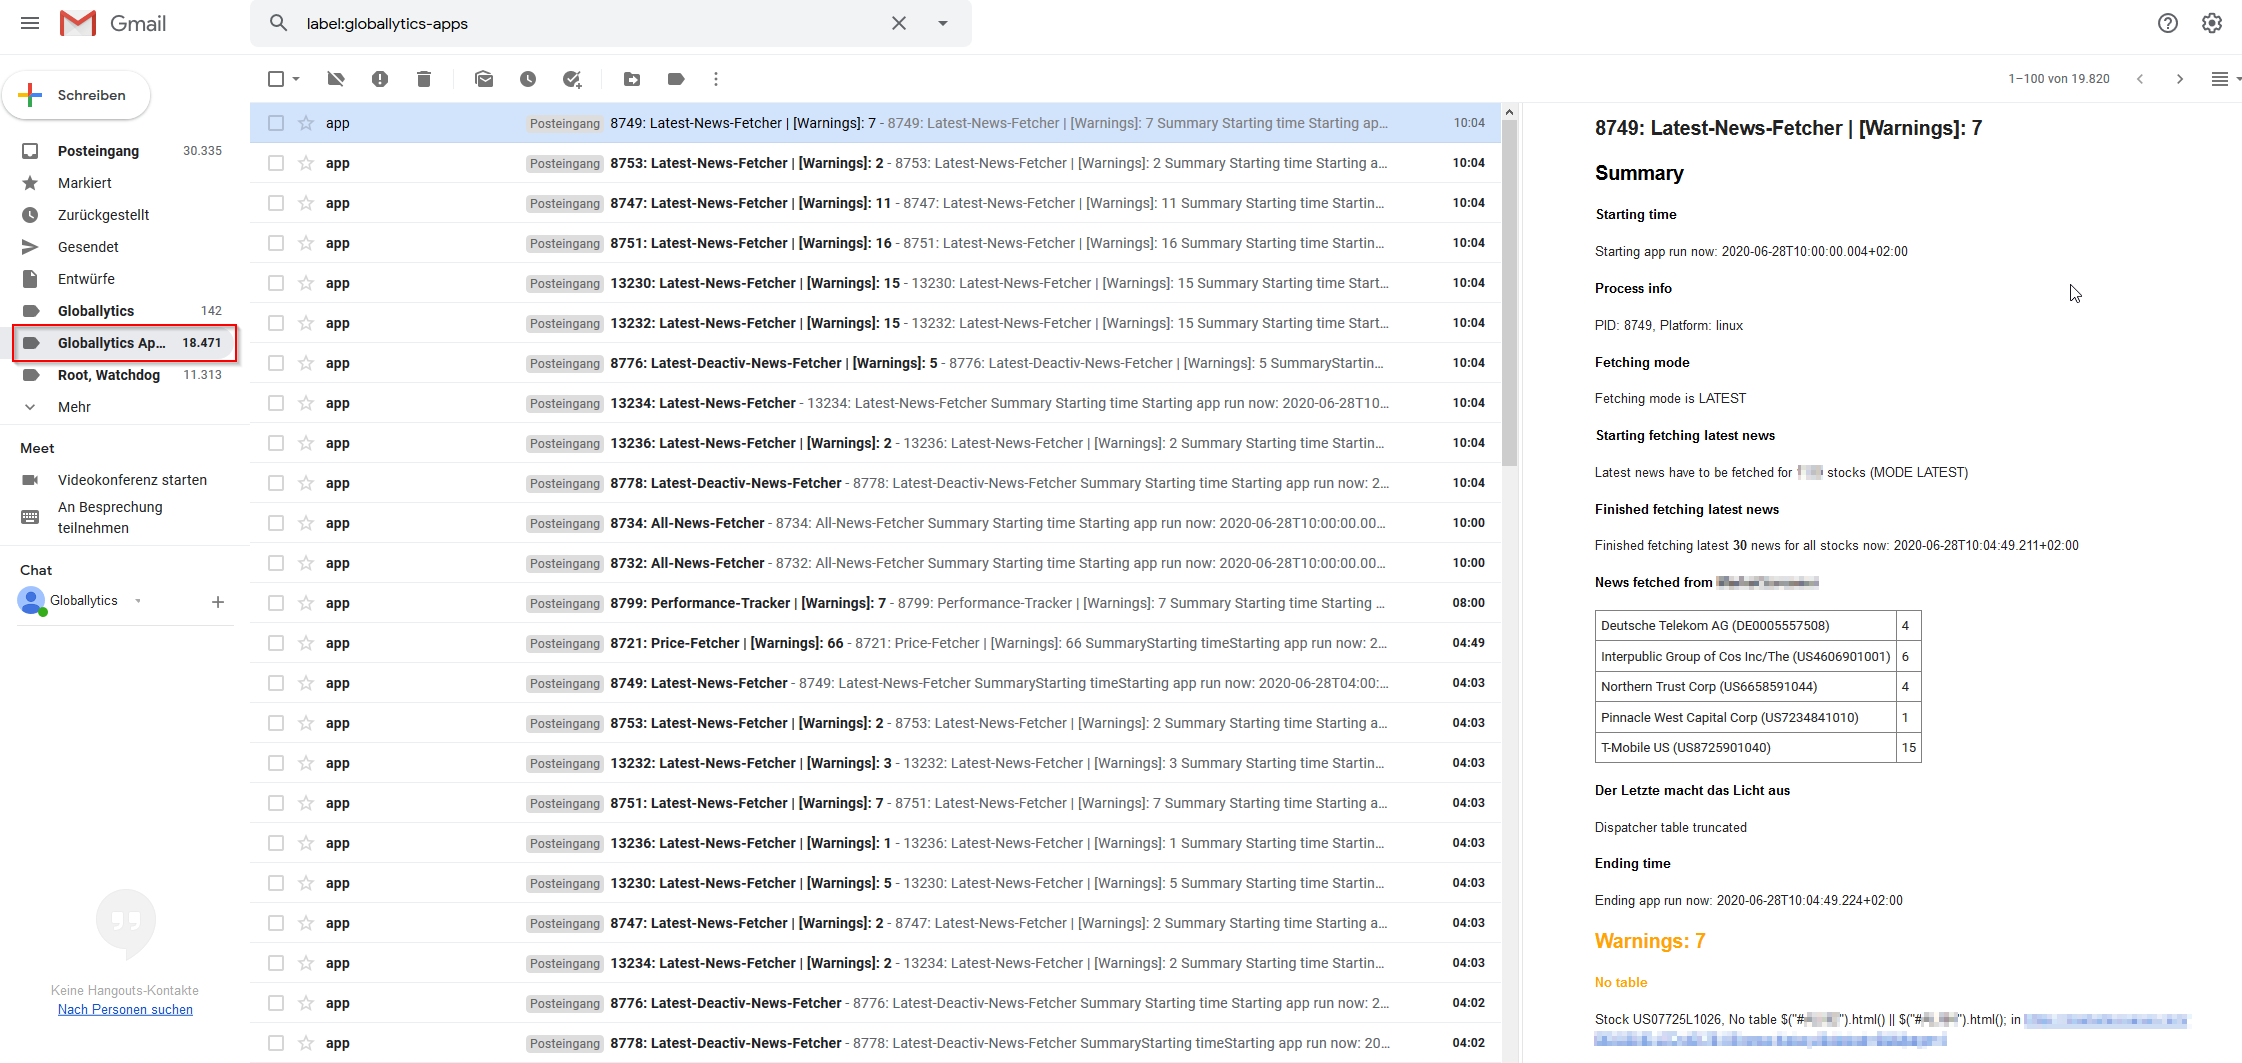 Gmail
label:globallytics-apps
Schreiben
1–100 von 19.820
Posteingang 30.335
Markiert
Zurückgestellt
Gesendet
Entwürfe
Globallytics 142
Globallytics Ap... 18.471
Root, Watchdog 11.313
Mehr
Meet
Videokonferenz starten
An Besprechung
teilnehmen
Chat
Globallytics
Keine Hangouts-Kontakte
Nach Personen suchen
app Posteingang 8749: Latest-News-Fetcher | [Warnings]: 7 - 8749: Latest-News-Fetcher | [Warnings]: 7 Summary Starting time Starting ap... 10:04
app Posteingang 8753: Latest-News-Fetcher | [Warnings]: 2 - 8753: Latest-News-Fetcher | [Warnings]: 2 Summary Starting time Starting a... 10:04
app Posteingang 8747: Latest-News-Fetcher | [Warnings]: 11 - 8747: Latest-News-Fetcher | [Warnings]: 11 Summary Starting time Startin... 10:04
app Posteingang 8751: Latest-News-Fetcher | [Warnings]: 16 - 8751: Latest-News-Fetcher | [Warnings]: 16 Summary Starting time Startin... 10:04
app Posteingang 13230: Latest-News-Fetcher | [Warnings]: 15 - 13230: Latest-News-Fetcher | [Warnings]: 15 Summary Starting time Start... 10:04
app Posteingang 13232: Latest-News-Fetcher | [Warnings]: 15 - 13232: Latest-News-Fetcher | [Warnings]: 15 Summary Starting time Start... 10:04
app Posteingang 8776: Latest-Deactiv-News-Fetcher | [Warnings]: 5 - 8776: Latest-Deactiv-News-Fetcher | [Warnings]: 5 SummaryStartin... 10:04
app Posteingang 13234: Latest-News-Fetcher - 13234: Latest-News-Fetcher Summary Starting time Starting app run now: 2020-06-28T10... 10:04
app Posteingang 13236: Latest-News-Fetcher | [Warnings]: 2 - 13236: Latest-News-Fetcher | [Warnings]: 2 Summary Starting time Startin... 10:04
app Posteingang 8778: Latest-Deactiv-News-Fetcher - 8778: Latest-Deactiv-News-Fetcher Summary Starting time Starting app run now: 2... 10:04
app Posteingang 8734: All-News-Fetcher - 8734: All-News-Fetcher Summary Starting time Starting app run now: 2020-06-28T10:00:00.00... 10:00
app Posteingang 8732: All-News-Fetcher - 8732: All-News-Fetcher Summary Starting time Starting app run now: 2020-06-28T10:00:00.00... 10:00
app Posteingang 8799: Performance-Tracker | [Warnings]: 7 - 8799: Performance-Tracker | [Warnings]: 7 Summary Starting time Starting ... 08:00
app Posteingang 8721: Price-Fetcher | [Warnings]: 66 - 8721: Price-Fetcher | [Warnings]: 66 SummaryStarting timeStarting app run now: 2... 04:49
app Posteingang 8749: Latest-News-Fetcher - 8749: Latest-News-Fetcher SummaryStarting timeStarting app run now: 2020-06-28T04:00:... 04:03
app Posteingang 8753: Latest-News-Fetcher | [Warnings]: 2 - 8753: Latest-News-Fetcher | [Warnings]: 2 Summary Starting time Starting a... 04:03
app Posteingang 13232: Latest-News-Fetcher | [Warnings]: 3 - 13232: Latest-News-Fetcher | [Warnings]: 3 Summary Starting time Startin... 04:03
app Posteingang 8751: Latest-News-Fetcher | [Warnings]: 7 - 8751: Latest-News-Fetcher | [Warnings]: 7 Summary Starting time Starting a... 04:03
app Posteingang 13236: Latest-News-Fetcher | [Warnings]: 1 - 13236: Latest-News-Fetcher | [Warnings]: 1 Summary Starting time Startin... 04:03
app Posteingang 13230: Latest-News-Fetcher | [Warnings]: 5 - 13230: Latest-News-Fetcher | [Warnings]: 5 Summary Starting time Startin... 04:03
app Posteingang 8747: Latest-News-Fetcher | [Warnings]: 2 - 8747: Latest-News-Fetcher | [Warnings]: 2 Summary Starting time Starting a... 04:03
app Posteingang 13234: Latest-News-Fetcher | [Warnings]: 2 - 13234: Latest-News-Fetcher | [Warnings]: 2 Summary Starting time Startin... 04:03
app Posteingang 8776: Latest-Deactiv-News-Fetcher - 8776: Latest-Deactiv-News-Fetcher Summary Starting time Starting app run now: 2... 04:02
app Posteingang 8778: Latest-Deactiv-News-Fetcher - 8778: Latest-Deactiv-News-Fetcher SummaryStarting timeStarting app run now: 20... 04:02
8749: Latest-News-Fetcher | [Warnings]: 7
Summary
Starting time
Starting app run now: 2020-06-28T10:00:00.004+02:00
Process info
PID: 8749, Platform: linux
Fetching mode
Fetching mode is LATEST
Starting fetching latest news
Latest news have to be fetched for stocks (MODE LATEST)
Finished fetching latest news
Finished fetching latest 30 news for all stocks now: 2020-06-28T10:04:49.211+02:00
News fetched from
Deutsche Telekom AG (DE0005557508) 4
Interpublic Group of Cos Inc/The (US4606901001) 6
Northern Trust Corp (US6658591044) 4
Pinnacle West Capital Corp (US7234841010) 1
T-Mobile US (US8725901040) 15
Der Letzte macht das Licht aus
Dispatcher table truncated
Ending time
Ending app run now: 2020-06-28T10:04:49.224+02:00
Warnings: 7
No table
Stock US07725L1026, No table $("# ").html() || $("# ").html(); in